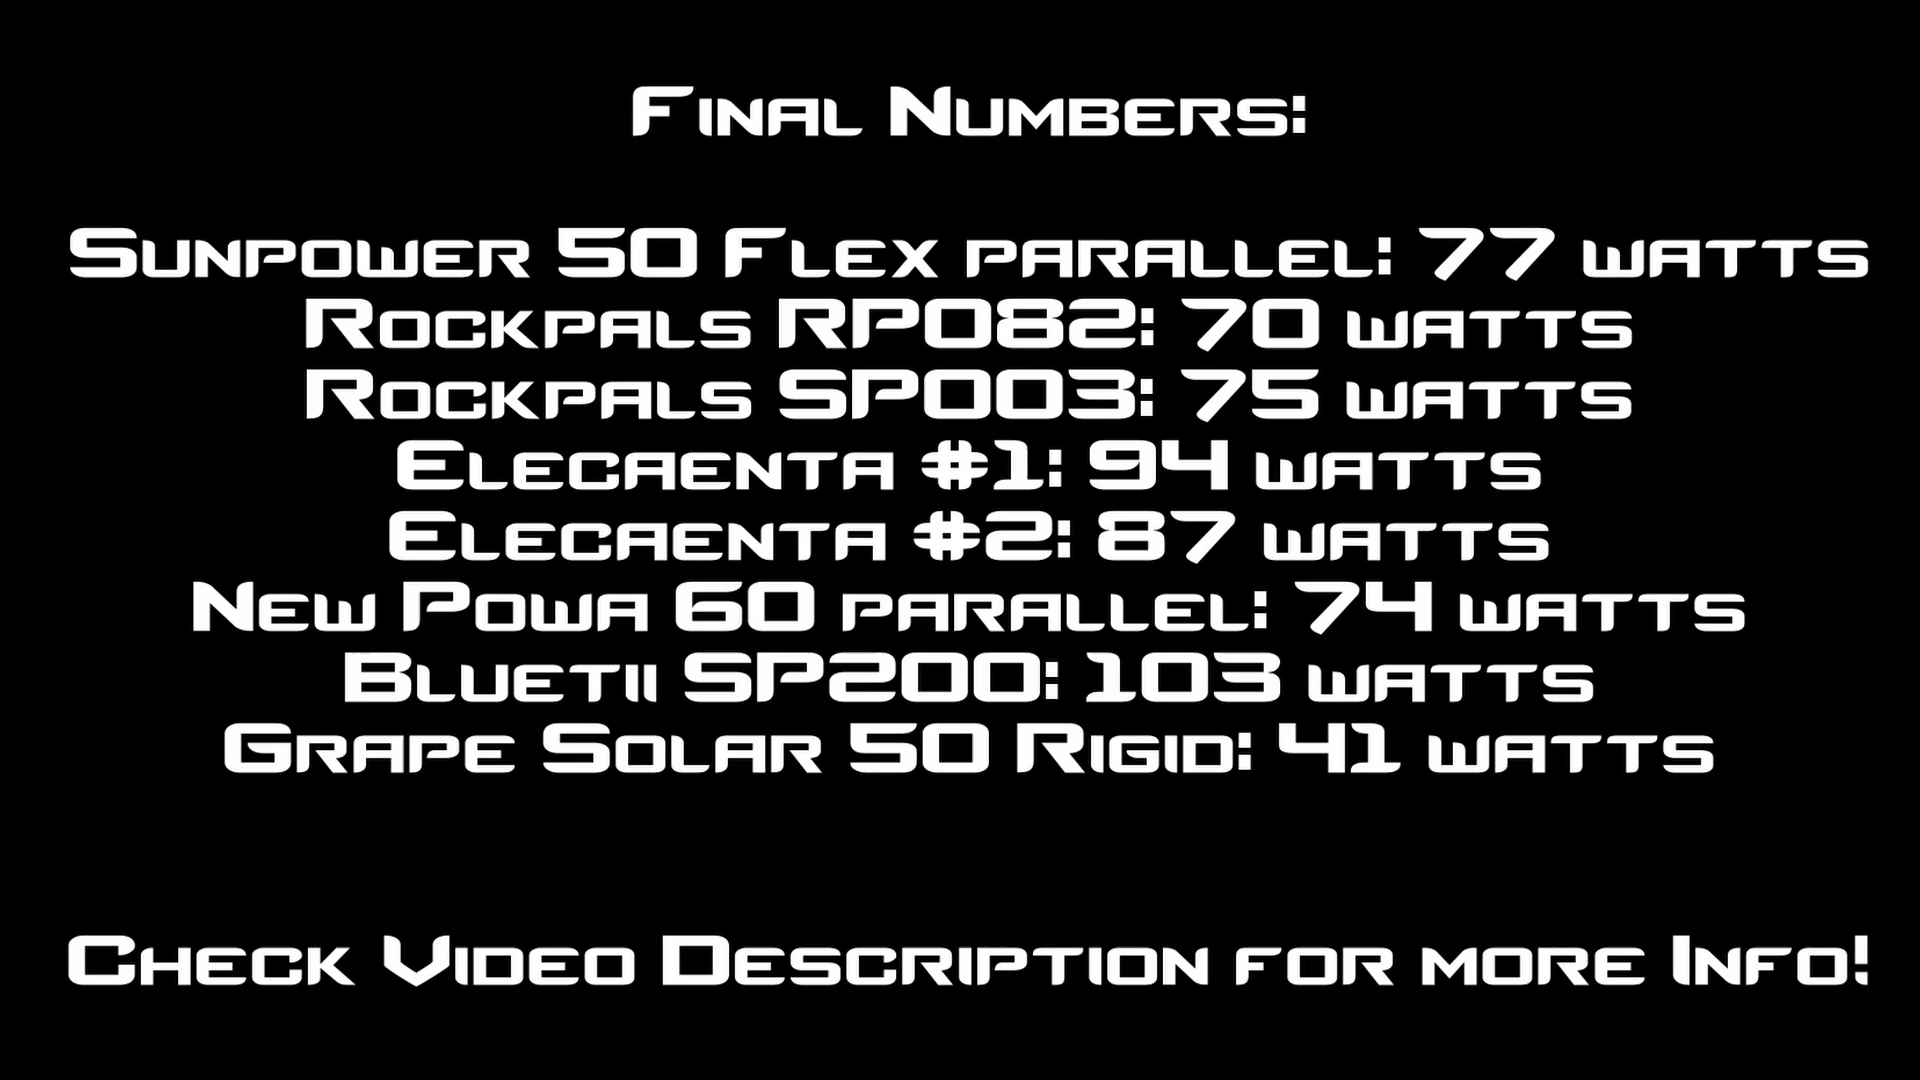 Final Numbers:
Sunpower 50 Flex parallel: 77 watts
Rockpals RP082: 70 watts
Rockpals SP003: 75 watts
Elecaenta #1: 94 watts
Elecaenta #2: 87 watts
New Powa 60 parallel: 74 watts
Bluetii SP200: 103 watts
Grape Solar 50 Rigid: 41 watts
Check Video Description for more Info!